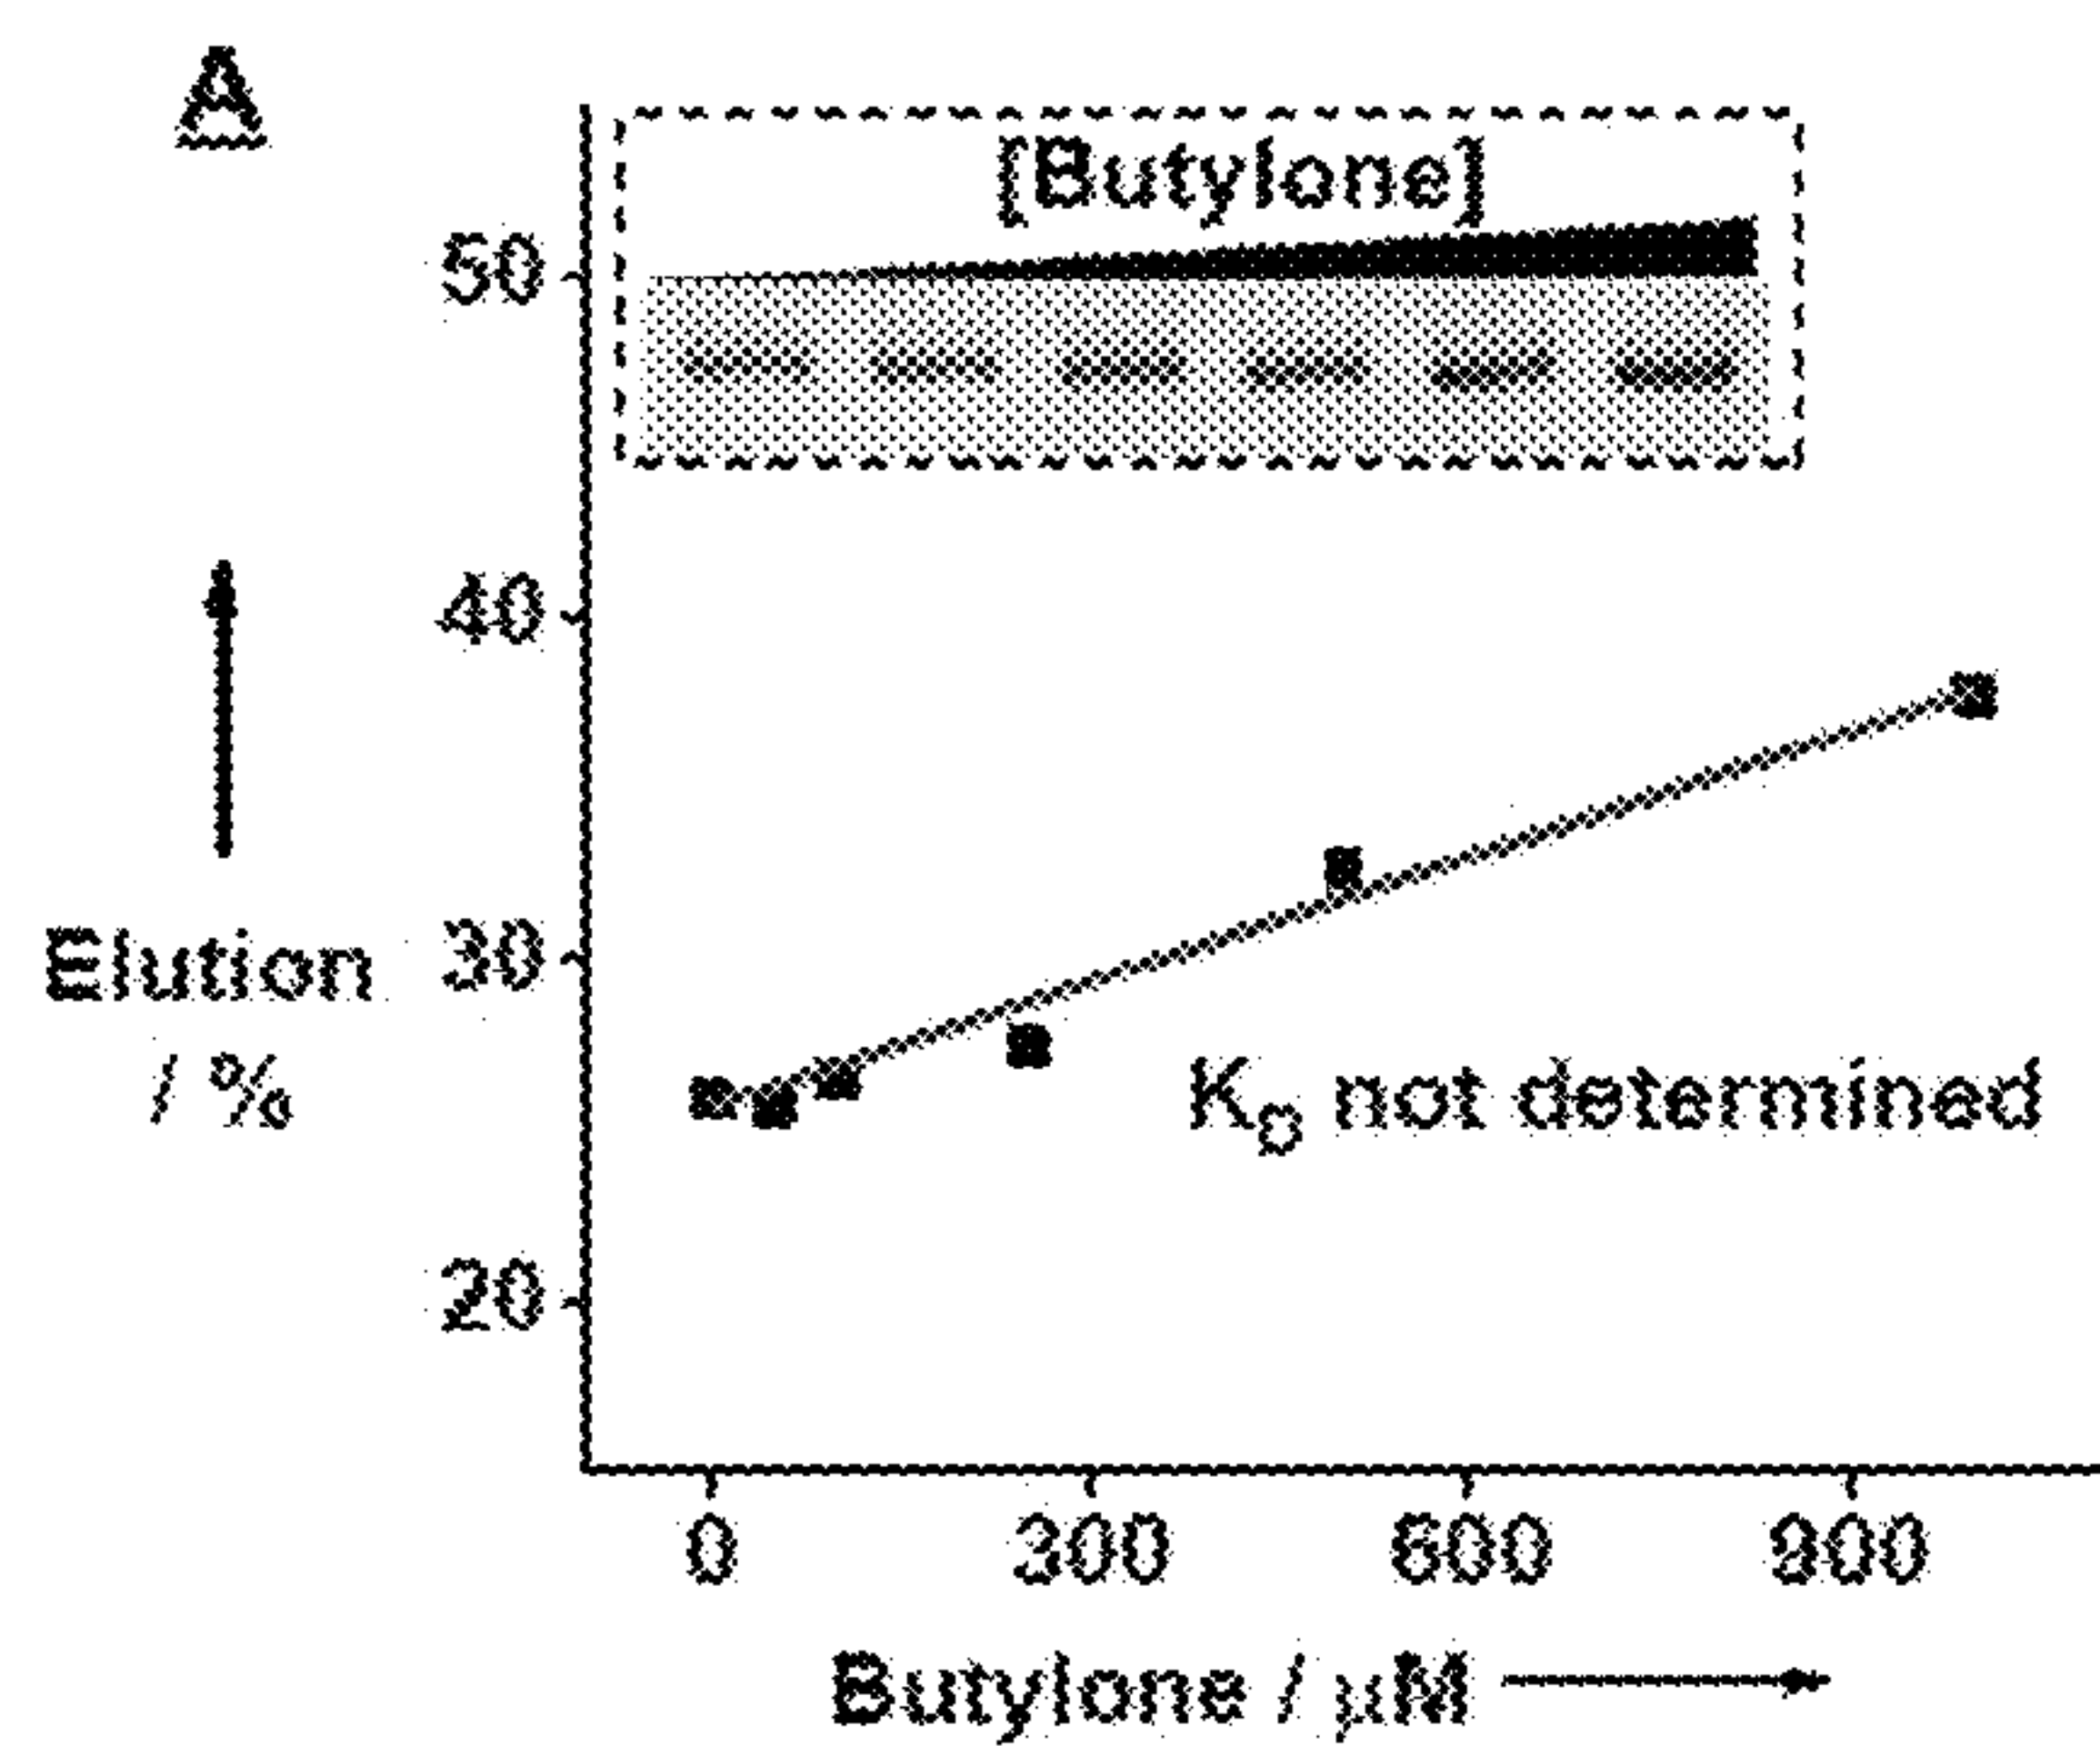 A
[Butylone]
50
40
30
20
Elution
/ %
K_D not determined
0 300 600 900
Butylone / µM